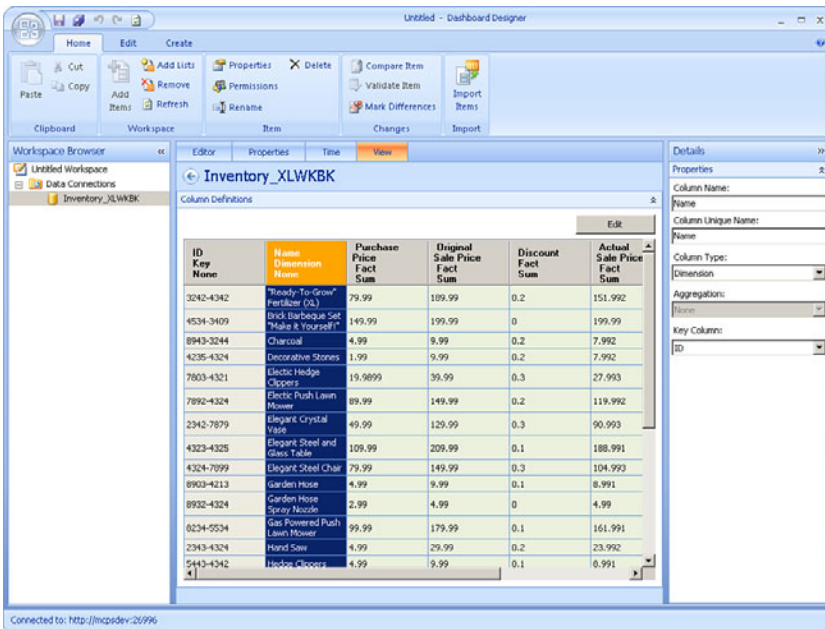 Untitled - Dashboard Designer
Home Edit Create
Paste
Cut
Copy
Clipboard
Add Items
Add Lists
Remove
Refresh
Workspace
Properties
Delete
Permissions
Rename
Item
Compare Item
Validate Item
Mark Differences
Changes
Import Items
Import
Workspace Browser
Untitled Workspace
Data Connections
Inventory_XLWKBK
Editor Properties Time View
Inventory_XLWKBK
Column Definitions
Edit
ID Key None
Name Dimension None
Purchase Price Fact Sum
Original Sale Price Fact Sum
Discount Fact Sum
Actual Sale Price Fact Sum
3242-4342 "Ready-To-Grow" Fertilizer (XL) 79.99 189.99 0.2 151.992
4534-3409 Brick Barbeque Set "Make it Yourself!" 149.99 199.99 0 199.99
8943-3244 Charcoal 4.99 9.99 0.2 7.992
4235-4324 Decorative Stones 1.99 9.99 0.2 7.992
7803-4321 Electic Hedge Clippers 19.9899 39.99 0.3 27.993
7892-4324 Electic Push Lawn Mower 89.99 149.99 0.2 119.992
2342-7879 Elegant Crystal Vase 49.99 129.99 0.3 90.993
4323-4325 Elegant Steel and Glass Table 109.99 209.99 0.1 188.991
4324-7899 Elegant Steel Chair 79.99 149.99 0.3 104.993
8903-4213 Garden Hose 4.99 9.99 0.1 8.991
8932-4324 Garden Hose Spray Nozzle 2.99 4.99 0 4.99
8234-5534 Gas Powered Push Lawn Mower 99.99 179.99 0.1 161.991
2343-4324 Hand Saw 4.99 29.99 0.2 23.992
5443-4342 Hedge Clippers 4.99 9.99 0.1 8.991
Details
Properties
Column Name:
Name
Column Unique Name:
Name
Column Type:
Dimension
Aggregation:
None
Key Column:
ID
Connected to: http://mcpsdev:26996